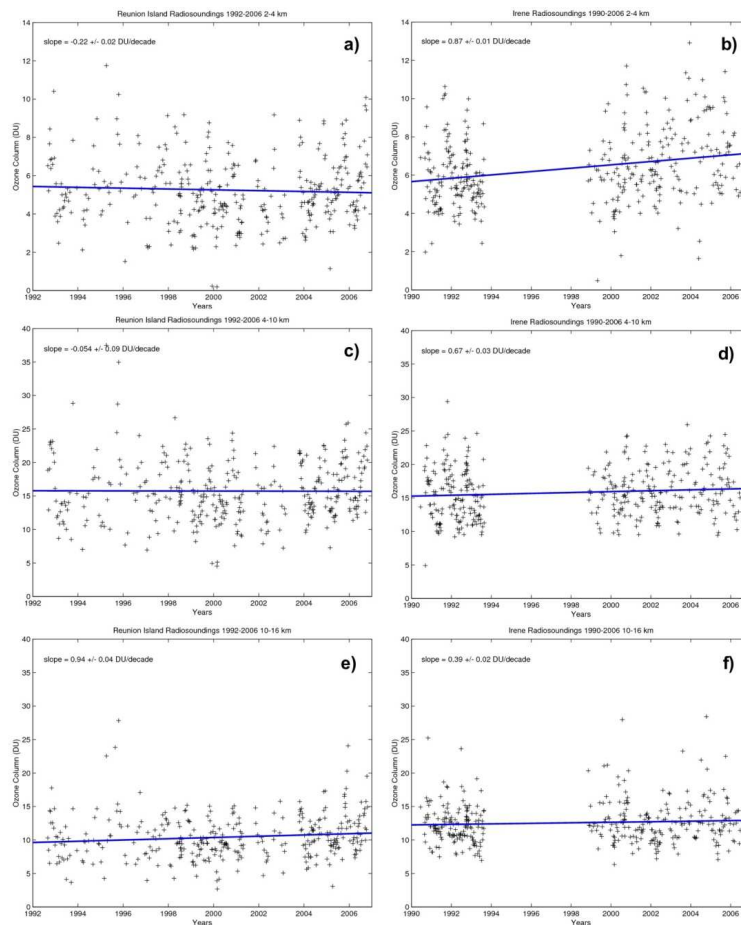 Reunion Island Radiosoundings 1992-2006 2-4 km
slope = -0.22 +/- 0.02 DU/decade
a)
Ozone Column (DU)
14
12
10
8
6
4
2
0
1992 1994 1996 1998 2000 2002 2004 2006
Years
Irene Radiosoundings 1990-2006 2-4 km
slope = 0.87 +/- 0.01 DU/decade
b)
Ozone Column (DU)
14
12
10
8
6
4
2
0
1990 1992 1994 1996 1998 2000 2002 2004 2006
Years
Reunion Island Radiosoundings 1992-2006 4-10 km
slope = -0.054 +/- 0.09 DU/decade
c)
Ozone Column (DU)
40
35
30
25
20
15
10
5
0
1992 1994 1996 1998 2000 2002 2004 2006
Years
Irene Radiosoundings 1990-2006 4-10 km
slope = 0.67 +/- 0.03 DU/decade
d)
Ozone Column (DU)
40
35
30
25
20
15
10
5
0
1990 1992 1994 1996 1998 2000 2002 2004 2006
Years
Reunion Island Radiosoundings 1992-2006 10-16 km
slope = 0.94 +/- 0.04 DU/decade
e)
Ozone Column (DU)
40
35
30
25
20
15
10
5
0
1992 1994 1996 1998 2000 2002 2004 2006
Years
Irene Radiosoundings 1990-2006 10-16 km
slope = 0.39 +/- 0.02 DU/decade
f)
Ozone Column (DU)
40
35
30
25
20
15
10
5
0
1990 1992 1994 1996 1998 2000 2002 2004 2006
Years